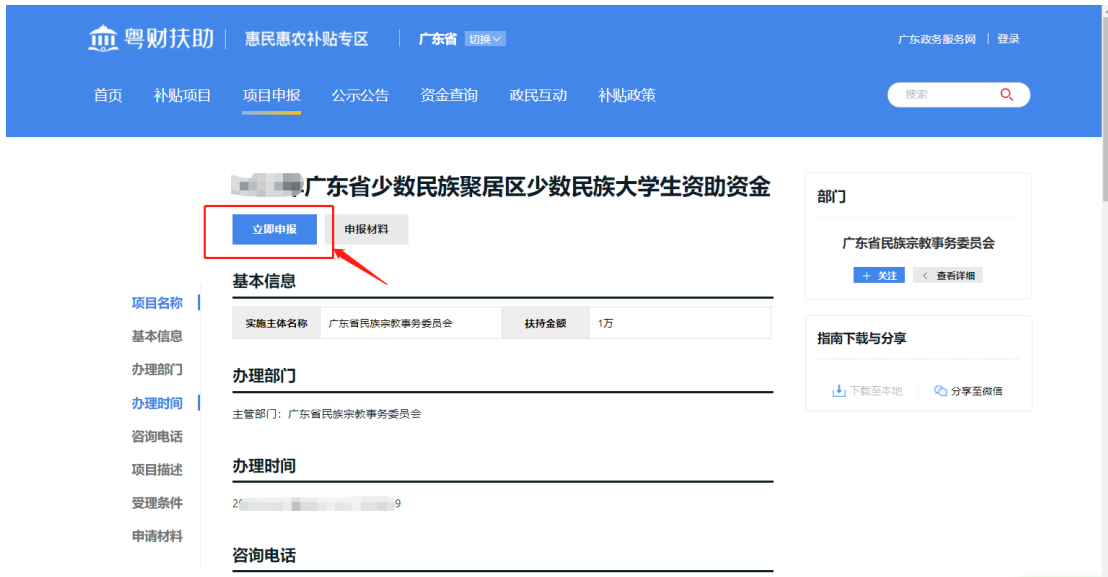 粤财扶助 惠民惠农补贴专区 广东省 切换 广东政务服务网 登录
首页 补贴项目 项目申报 公示公告 资金查询 政民互动 补贴政策 搜索
广东省少数民族聚居区少数民族大学生资助资金
立即申报 申报材料
部门
广东省民族宗教事务委员会
+ 关注 < 查看详细
指南下载与分享
下载至本地 分享至微信
项目名称
基本信息
办理部门
办理时间
咨询电话
项目描述
受理条件
申请材料
基本信息
实施主体名称 广东省民族宗教事务委员会 扶持金额 1万
办理部门
主管部门：广东省民族宗教事务委员会
办理时间
咨询电话